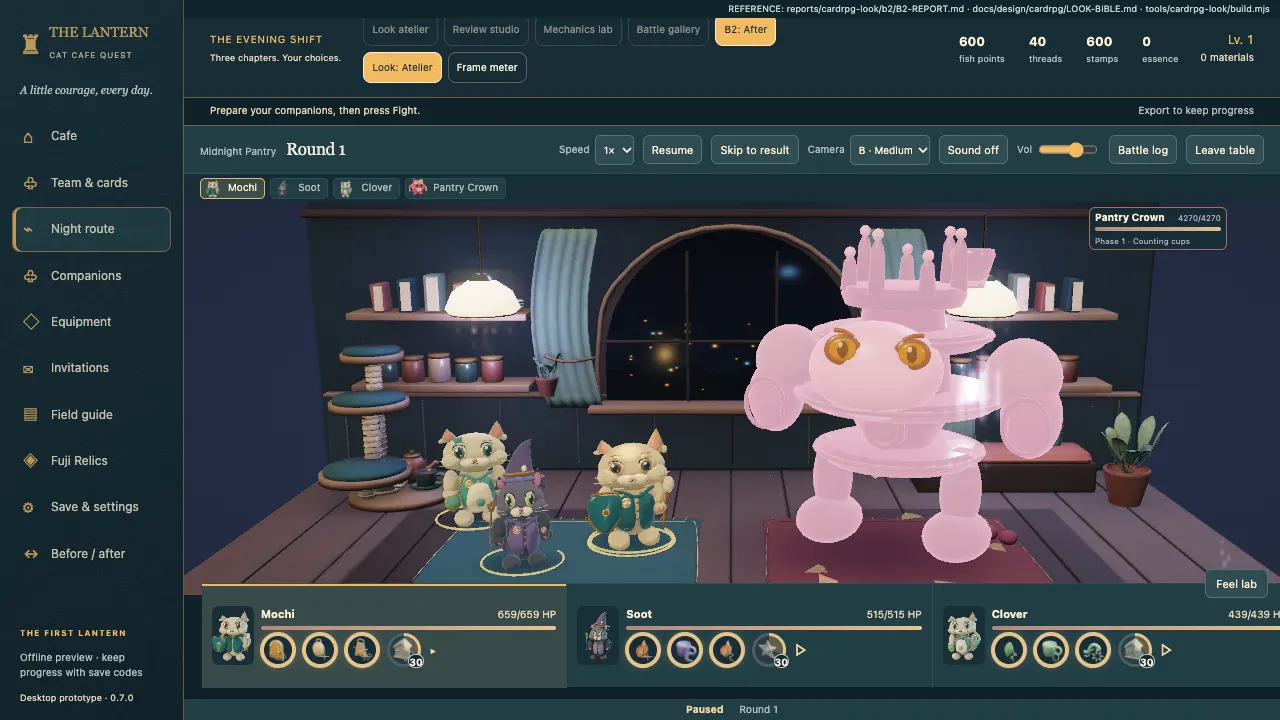 REFERENCE: reports/cardrpg-look/b2/B2-REPORT.md · docs/design/cardrpg/LOOK-BIBLE.md · tools/cardrpg-look/build.mjs
THE LANTERN
CAT CAFE QUEST
A little courage, every day.
Cafe
Team & cards
Night route
Companions
Equipment
Invitations
Field guide
Fuji Relics
Save & settings
Before / after
THE FIRST LANTERN
Offline preview · keep
progress with save codes
Desktop prototype · 0.7.0
THE EVENING SHIFT
Three chapters. Your choices.
Look atelier
Review studio
Mechanics lab
Battle gallery
B2: After
Look: Atelier
Frame meter
600
fish points
40
threads
600
stamps
0
essence
Lv. 1
0 materials
Prepare your companions, then press Fight.
Export to keep progress
Midnight Pantry
Round 1
Speed
1x
Resume
Skip to result
Camera
B · Medium
Sound off
Vol
Battle log
Leave table
Mochi
Soot
Clover
Pantry Crown
Pantry Crown
4270/4270
Phase 1 · Counting cups
Feel lab
Mochi
659/659 HP
30
Soot
515/515 HP
30
Clover
439/439 H
30
Paused
Round 1